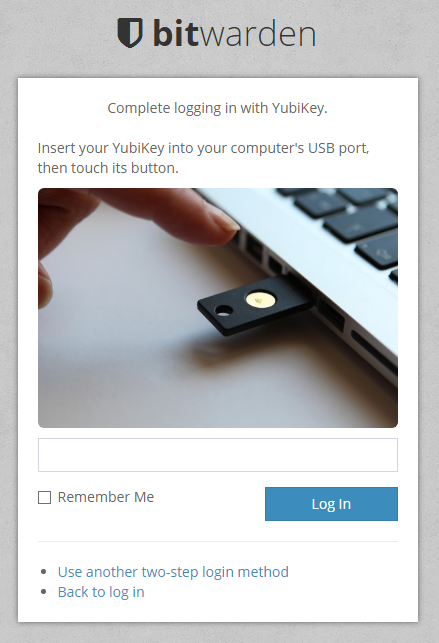 bitwarden
Complete logging in with YubiKey.
Insert your YubiKey into your computer's USB port,
then touch its button.
Remember Me
Log In
Use another two-step login method
Back to log in